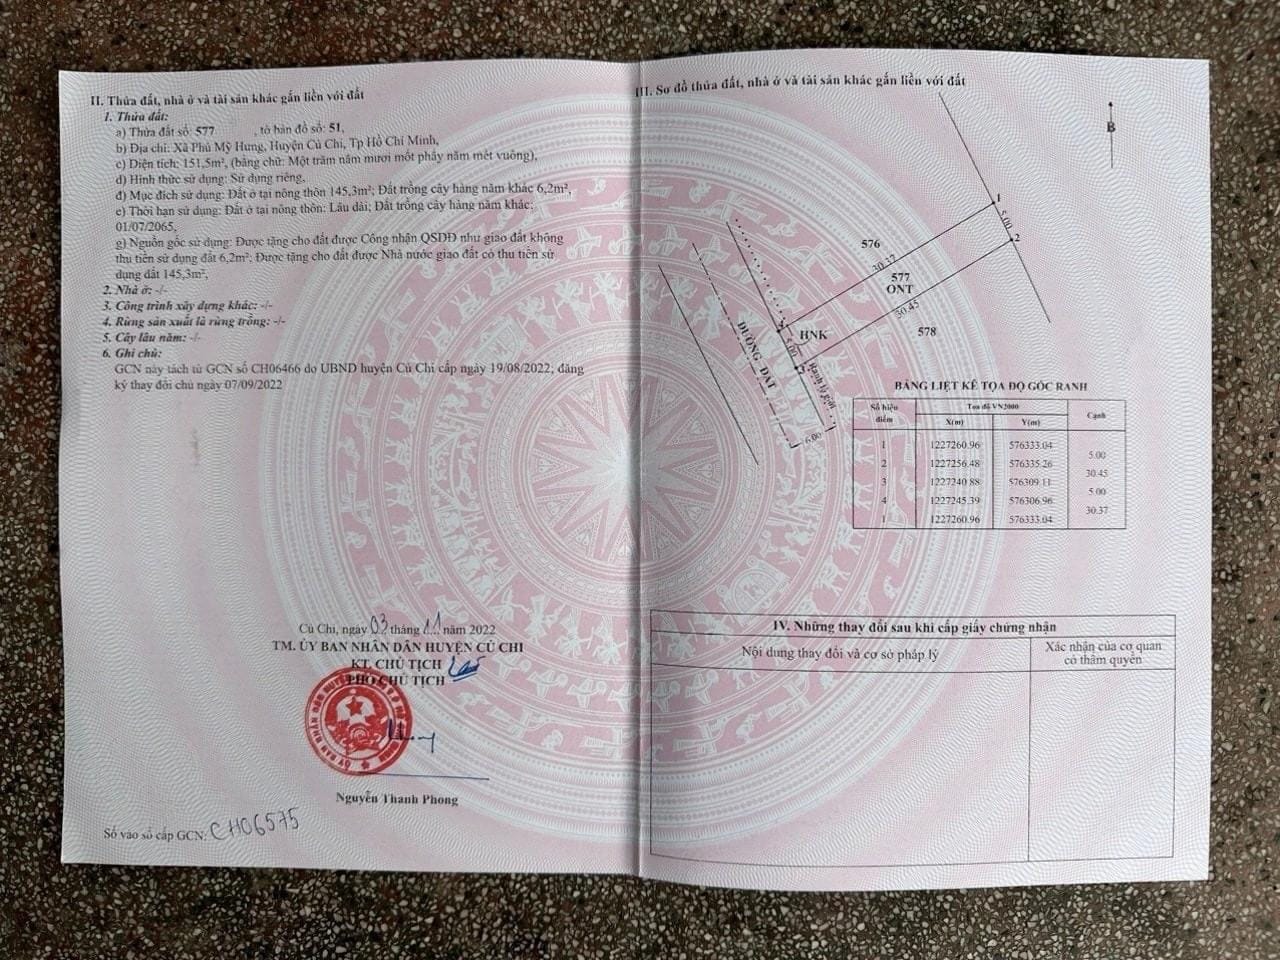 II. Thửa đất, nhà ở và tài sản khác gắn liền với đất
1. Thửa đất:
a) Thửa đất số: 577 , tờ bản đồ số: 51,
b) Địa chỉ: Xã Phú Mỹ Hưng, Huyện Củ Chi, Tp Hồ Chí Minh,
c) Diện tích: 151,5m², (bằng chữ: Một trăm năm mươi mốt phẩy năm mét vuông),
d) Hình thức sử dụng: Sử dụng riêng,
đ) Mục đích sử dụng: Đất ở tại nông thôn 145,3m²; Đất trồng cây hàng năm khác 6,2m²,
e) Thời hạn sử dụng: Đất ở tại nông thôn: Lâu dài; Đất trồng cây hàng năm khác:
01/07/2065,
g) Nguồn gốc sử dụng: Được tặng cho đất được Công nhận QSDĐ như giao đất không
thu tiền sử dụng đất 6,2m²; Được tặng cho đất được Nhà nước giao đất có thu tiền sử
dụng đất 145,3m²,
2. Nhà ở: -/-
3. Công trình xây dựng khác: -/-
4. Rừng sản xuất là rừng trồng: -/-
5. Cây lâu năm: -/-
6. Ghi chú:
GCN này tách từ GCN số CH06466 do UBND huyện Củ Chi cấp ngày 19/08/2022, đăng
ký thay đổi chủ ngày 07/09/2022
Củ Chi, ngày 03 tháng 11 năm 2022
TM. ỦY BAN NHÂN DÂN HUYỆN CỦ CHI
KT. CHỦ TỊCH
PHÓ CHỦ TỊCH
Nguyễn Thanh Phong
Số vào sổ cấp GCN: CH06575
III. Sơ đồ thửa đất, nhà ở và tài sản khác gắn liền với đất
B
1
5.00
2
576
30.37
577
ONT
30.45
578
4
HNK
5.00
3
Ranh lộ giới
ĐƯỜNG ĐẤT
6.00
BẢNG LIỆT KÊ TỌA ĐỘ GÓC RANH
Số hiệu điểm Tọa độ VN2000 Cạnh
X(m) Y(m)
1 1227260.96 576333.04
5.00
2 1227256.48 576335.26
30.45
3 1227240.88 576309.11
5.00
4 1227245.39 576306.96
30.37
1 1227260.96 576333.04
IV. Những thay đổi sau khi cấp giấy chứng nhận
Nội dung thay đổi và cơ sở pháp lý
Xác nhận của cơ quan
có thẩm quyền